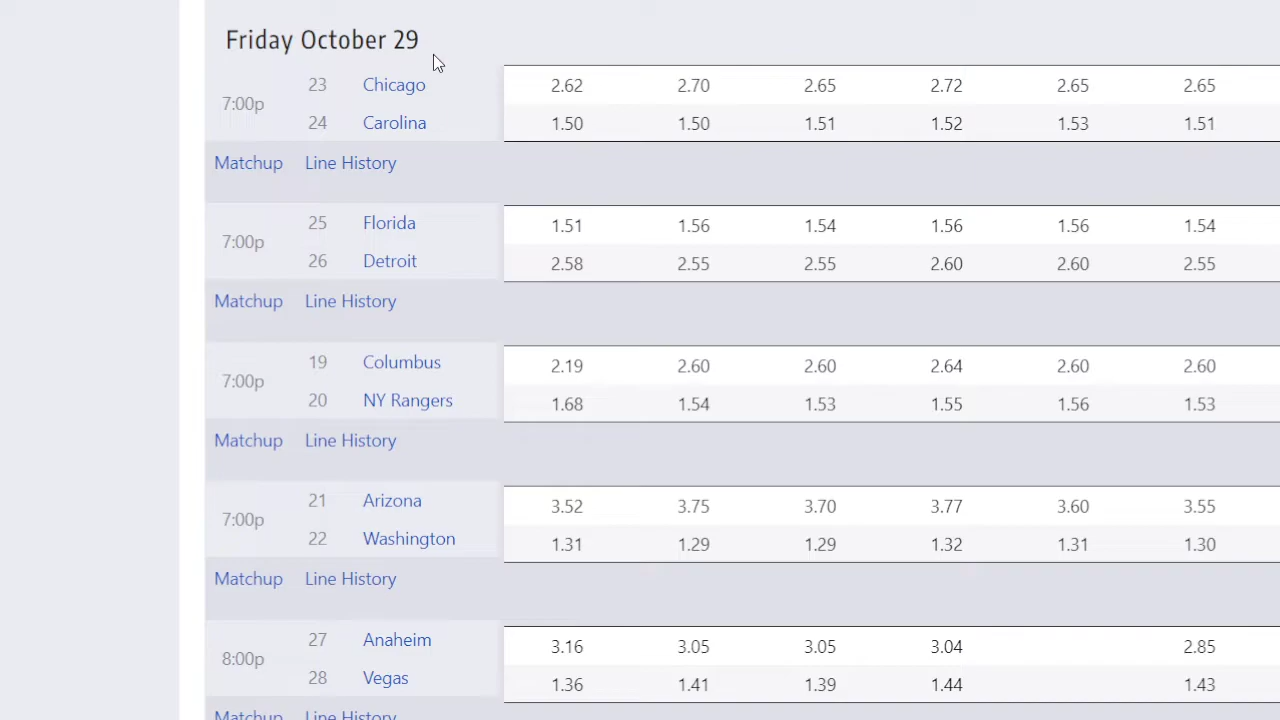 Friday October 29
7:00p 23 Chicago 2.62 2.70 2.65 2.72 2.65 2.65
24 Carolina 1.50 1.50 1.51 1.52 1.53 1.51
Matchup Line History
7:00p 25 Florida 1.51 1.56 1.54 1.56 1.56 1.54
26 Detroit 2.58 2.55 2.55 2.60 2.60 2.55
Matchup Line History
7:00p 19 Columbus 2.19 2.60 2.60 2.64 2.60 2.60
20 NY Rangers 1.68 1.54 1.53 1.55 1.56 1.53
Matchup Line History
7:00p 21 Arizona 3.52 3.75 3.70 3.77 3.60 3.55
22 Washington 1.31 1.29 1.29 1.32 1.31 1.30
Matchup Line History
8:00p 27 Anaheim 3.16 3.05 3.05 3.04 2.85
28 Vegas 1.36 1.41 1.39 1.44 1.43
Matchup Line History